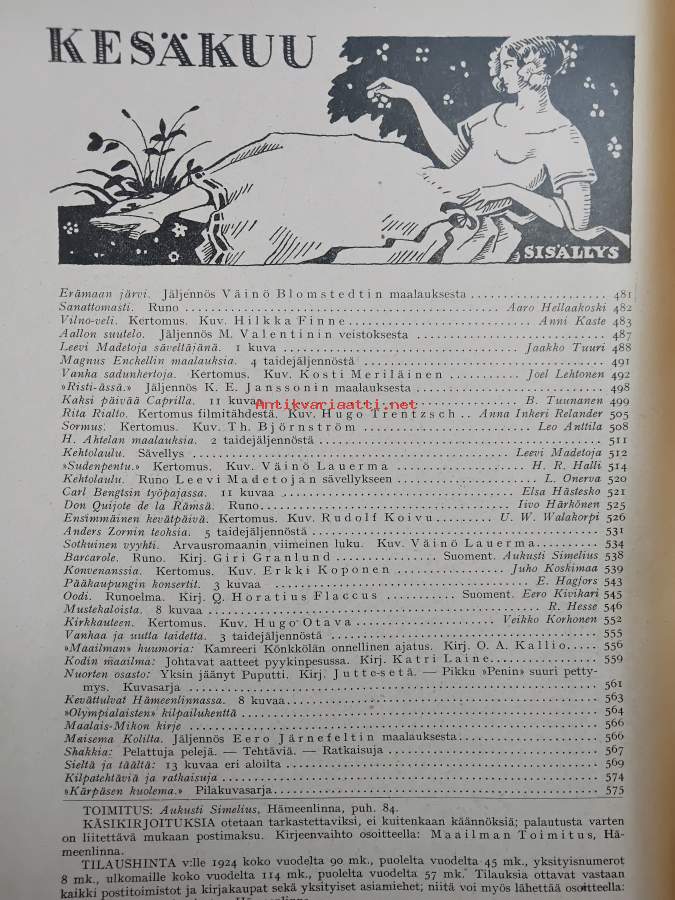 KESÄKUU
SISÄLLYS
Erämaan järvi. Jäljennös Väinö Blomstedtin maalauksesta 481
Sanattomasti. Runo Aaro Hellaakoski 482
Vilno-veli. Kertomus. Kuv. Hilkka Finne Anni Kaste 483
Aallon suutelo. Jäljennös M. Valentinin veistoksesta 487
Leevi Madetoja säveltäjänä. 1 kuva Jaakko Tuuri 488
Magnus Enckellin maalauksia. 4 taidejäljennöstä 491
Vanha sadunkertoja. Kertomus. Kuv. Kosti Meriläinen Joel Lehtonen 492
»Risti-ässä.» Jäljennös K. E. Janssonin maalauksesta 498
Kaksi päivää Caprilla. 11 kuvaa B. Tuunanen 499
Antikvariaatti.net
Rita Rialto. Kertomus filmitähdestä. Kuv. Hugo Trentzsch Anna Inkeri Relander 505
Sormus. Kertomus. Kuv. Th. Björnström Leo Anttila 508
H. Ahtelan maalauksia. 2 taidejäljennöstä 511
Kehtolaulu. Sävellys Leevi Madetoja 512
»Sudenpentu.» Kertomus. Kuv. Väinö Lauerma H. R. Halli 514
Kehtolaulu. Runo Leevi Madetojan sävellykseen L. Onerva 520
Carl Bengtsin työpajassa. 11 kuvaa Elsa Hästesko 521
Don Quijote de la Rämsä. Runo Iivo Härkönen 525
Ensimmäinen kevätpäivä. Kertomus. Kuv. Rudolf Koivu U. W. Walakorpi 526
Anders Zornin teoksia. 5 taidejäljennöstä 531
Sotkuinen vyyhti. Arvausromaanin viimeinen luku. Kuv. Väinö Lauerma 534
Barcarole. Runo. Kirj. Giri Granlund Suoment. Aukusti Simelius 538
Konvenanssia. Kertomus. Kuv. Erkki Koponen Juho Koskimaa 539
Pääkaupungin konsertit. 3 kuvaa E. Hagfors 543
Oodi. Runoelma. Kirj. Q. Horatius Flaccus Suoment. Eero Kivikari 545
Mustekaloista. 8 kuvaa R. Hesse 546
Kirkkauteen. Kertomus. Kuv. Hugo Otava Veikko Korhonen 552
Vanhaa ja uutta taidetta. 3 taidejäljennöstä 555
»Maailman» huumoria: Kamreeri Könkkölän onnellinen ajatus. Kirj. O. A. Kallio 556
Kodin maailma: Johtavat aatteet pyykinpesussa. Kirj. Katri Laine 559
Nuorten osasto: Yksin jäänyt Puputti. Kirj. Jutte-setä. — Pikku »Penin» suuri petty-
mys. Kuvasarja 561
Kevättulvat Hämeenlinnassa. 8 kuvaa 563
»Olympialaisten» kilpailukenttä 564
Maalais-Mikon kirje 566
Maisema Kolilta. Jäljennös Eero Järnefeltin maalauksesta 566
Shakkia: Pelattuja pelejä. — Tehtäviä. — Ratkaisuja 567
Sieltä ja täältä: 13 kuvaa eri aloilta 569
Kilpatehtäviä ja ratkaisuja 574
»Kärpäsen kuolema.» Pilakuvasarja 575
TOIMITUS: Aukusti Simelius, Hämeenlinna, puh. 84.
KÄSIKIRJOITUKSIA otetaan tarkastettaviksi, ei kuitenkaan käännöksiä; palautusta varten
on liitettävä mukaan postimaksu. Kirjeenvaihto osoitteella: Maailman Toimitus, Hä-
meenlinna.
TILAUSHINTA v:lle 1924 koko vuodelta 90 mk., puolelta vuodelta 45 mk., yksityisnumerot
8 mk., ulkomaille koko vuodelta 114 mk., puolelta vuodelta 57 mk. Tilauksia ottavat vastaan
kaikki postitoimistot ja kirjakaupat sekä yksityiset asiamiehet; niitä voi myös lähettää osoitteella: